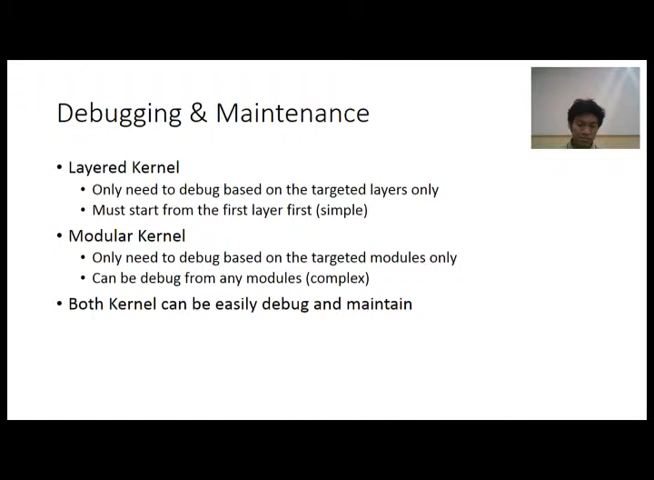 Debugging & Maintenance
• Layered Kernel
• Only need to debug based on the targeted layers only
• Must start from the first layer first (simple)
• Modular Kernel
• Only need to debug based on the targeted modules only
• Can be debug from any modules (complex)
• Both Kernel can be easily debug and maintain